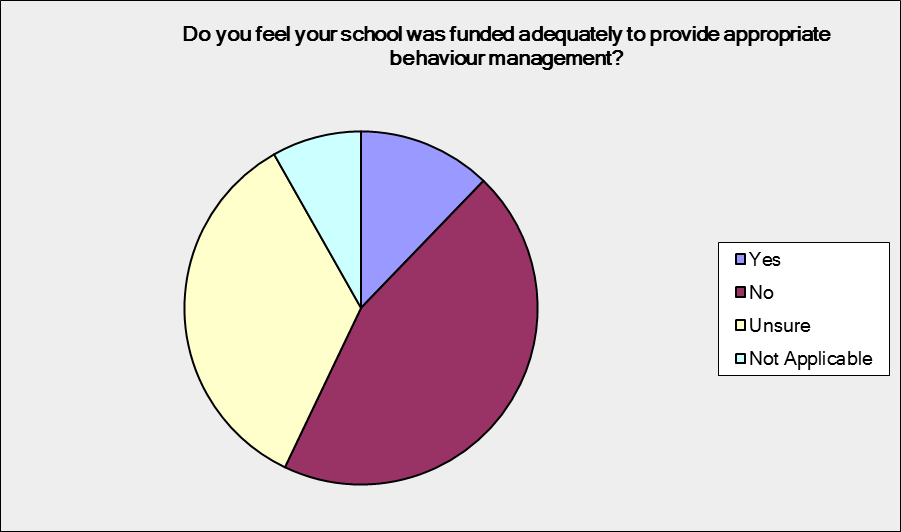 Do you feel your school was funded adequately to provide appropriate
behaviour management?
Yes
No
Unsure
Not Applicable